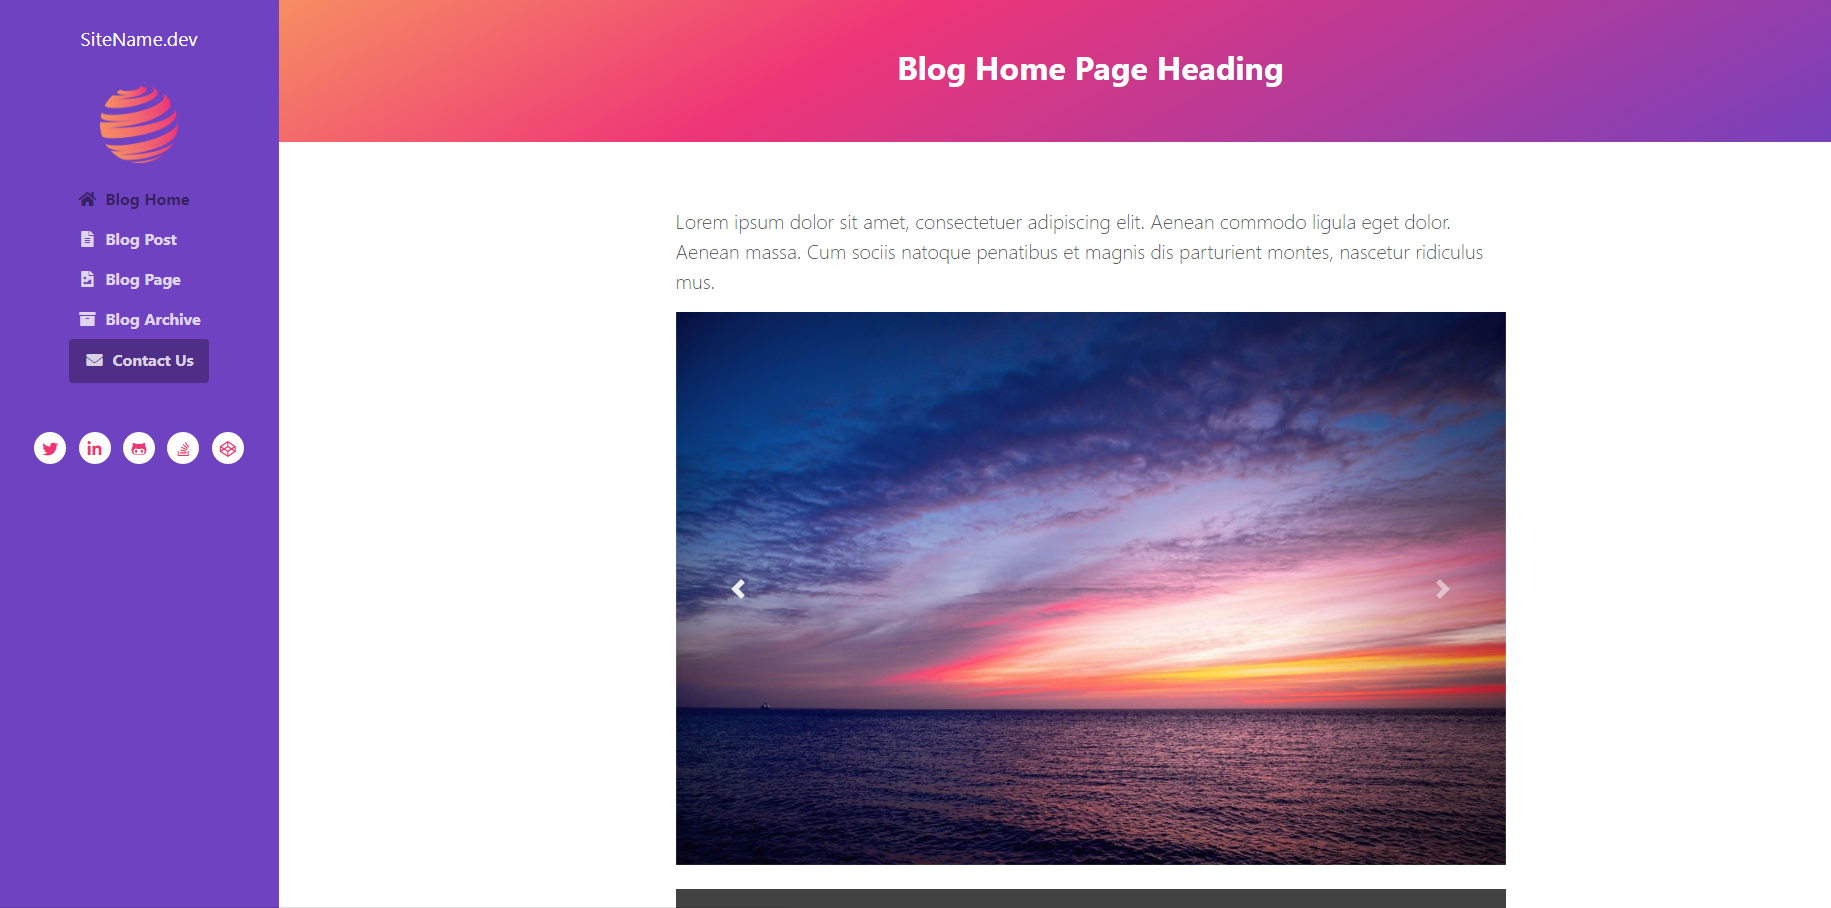 SiteName.dev
Blog Home
Blog Post
Blog Page
Blog Archive
Contact Us
in
Blog Home Page Heading
Lorem ipsum dolor sit amet, consectetuer adipiscing elit. Aenean commodo ligula eget dolor.
Aenean massa. Cum sociis natoque penatibus et magnis dis parturient montes, nascetur ridiculus
mus.